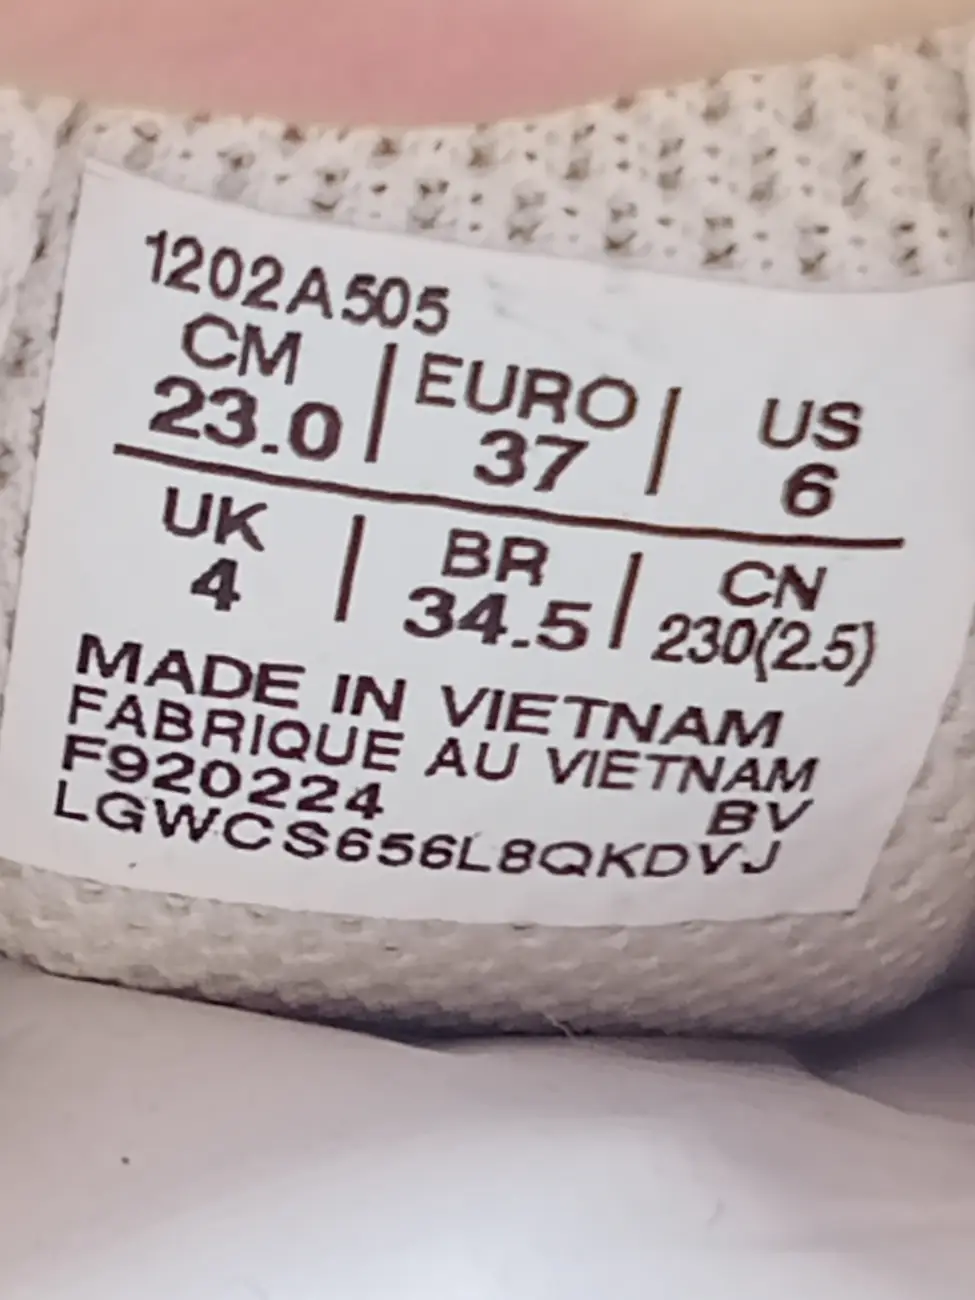 1202A505
CM | EURO | US
23.0 | 37 | 6
UK | BR | CN
4 | 34.5 | 230(2.5)
MADE IN VIETNAM
FABRIQUE AU VIETNAM
F920224 BV
LGWCS656L8QKDVJ